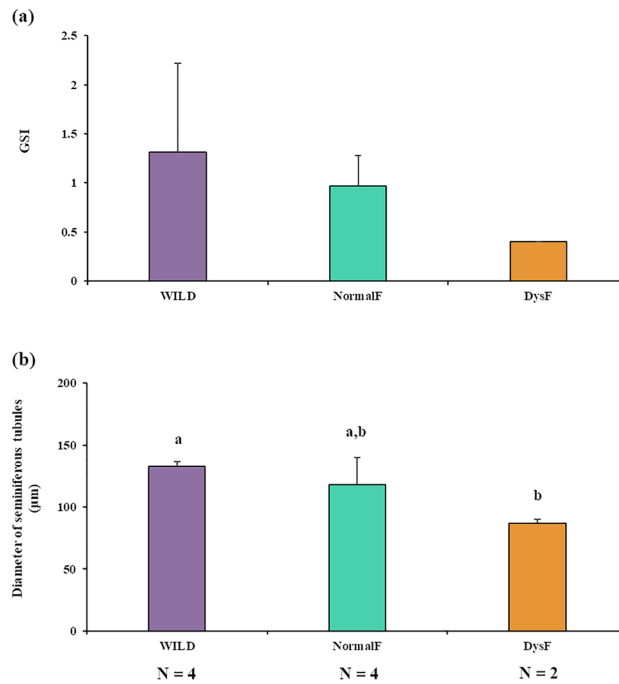 (a)
2.5
2
1.5
1
0.5
0
GSI
WILD NormalF DysF
(b)
200
150
100
50
0
Diameter of seminiferous tubules
(µm)
a a,b b
WILD NormalF DysF
N = 4 N = 4 N = 2